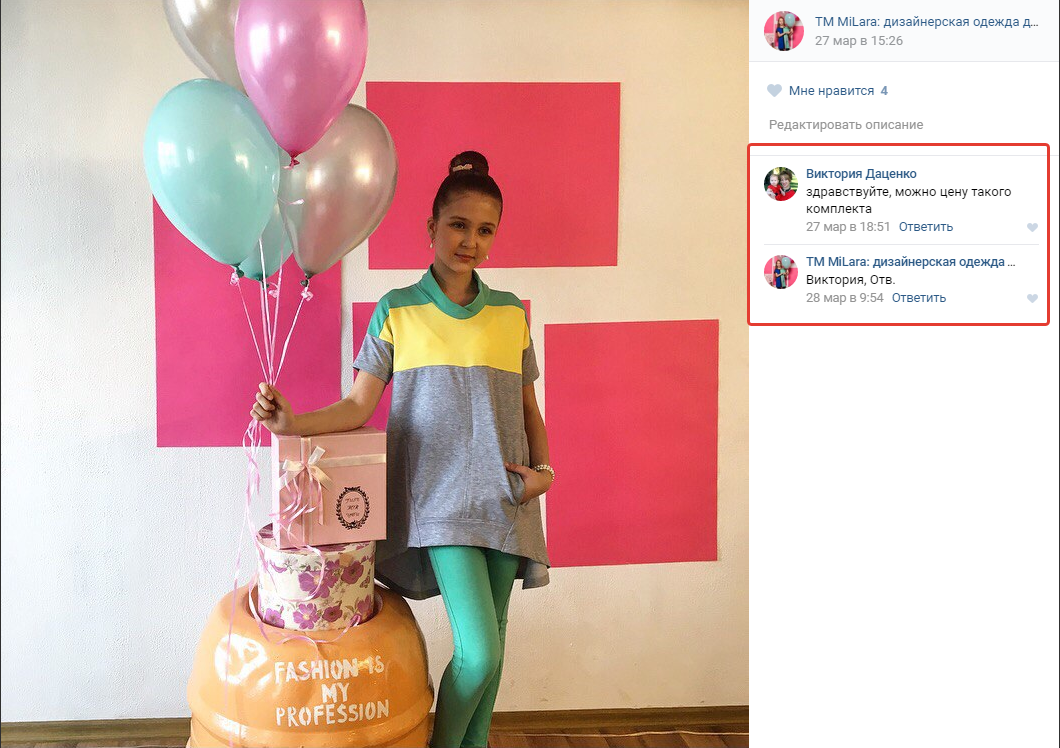 TM MiLara: дизайнерская одежда д...
27 мар в 15:26
Мне нравится 4
Редактировать описание
Виктория Даценко
здравствуйте, можно цену такого
комплекта
27 мар в 18:51 Ответить
TM MiLara: дизайнерская одежда ...
Виктория, Отв.
28 мар в 9:54 Ответить
FASHION IS
MY
PROFESSION